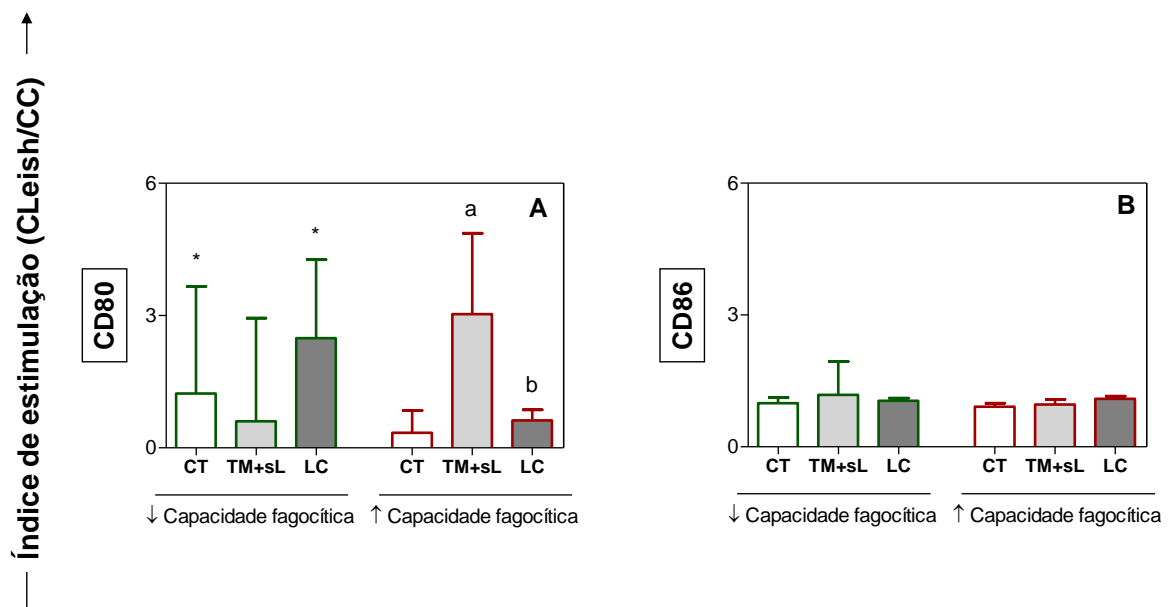 Índice de estimulação (CLeish/CC)
CD80
6
3
0
A
*
*
a
b
CT TM+sL LC CT TM+sL LC
↓ Capacidade fagocítica ↑ Capacidade fagocítica
CD86
6
3
0
B
CT TM+sL LC CT TM+sL LC
↓ Capacidade fagocítica ↑ Capacidade fagocítica